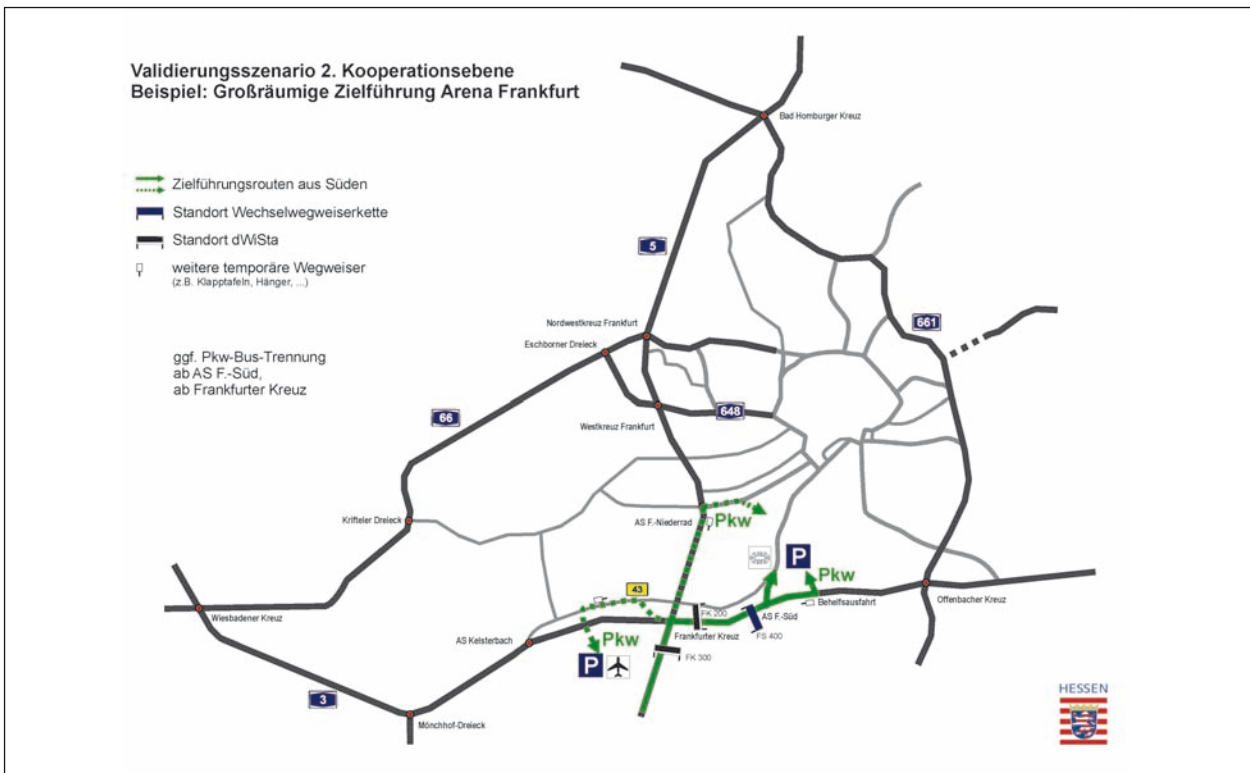 Validierungsszenario 2. Kooperationsebene
Beispiel: Großräumige Zielführung Arena Frankfurt
Bad Homburger Kreuz
Zielführungsrouten aus Süden
Standort Wechselwegweiserkette
Standort dWiSta
weitere temporäre Wegweiser
(z.B. Klapptafeln, Hänger, ...)
5
661
Nordwestkreuz Frankfurt
Eschborner Dreieck
ggf. Pkw-Bus-Trennung
ab AS F.-Süd,
ab Frankfurter Kreuz
66
648
Westkreuz Frankfurt
Krifteler Dreieck
AS F.-Niederrad
Pkw
P
Pkw
43
Wiesbadener Kreuz
FK 200
AS F.-Süd
Behelfsausfahrt
Offenbacher Kreuz
AS Kelsterbach
Pkw
Frankfurter Kreuz
FS 400
P
FK 300
3
Mönchhof-Dreieck
HESSEN